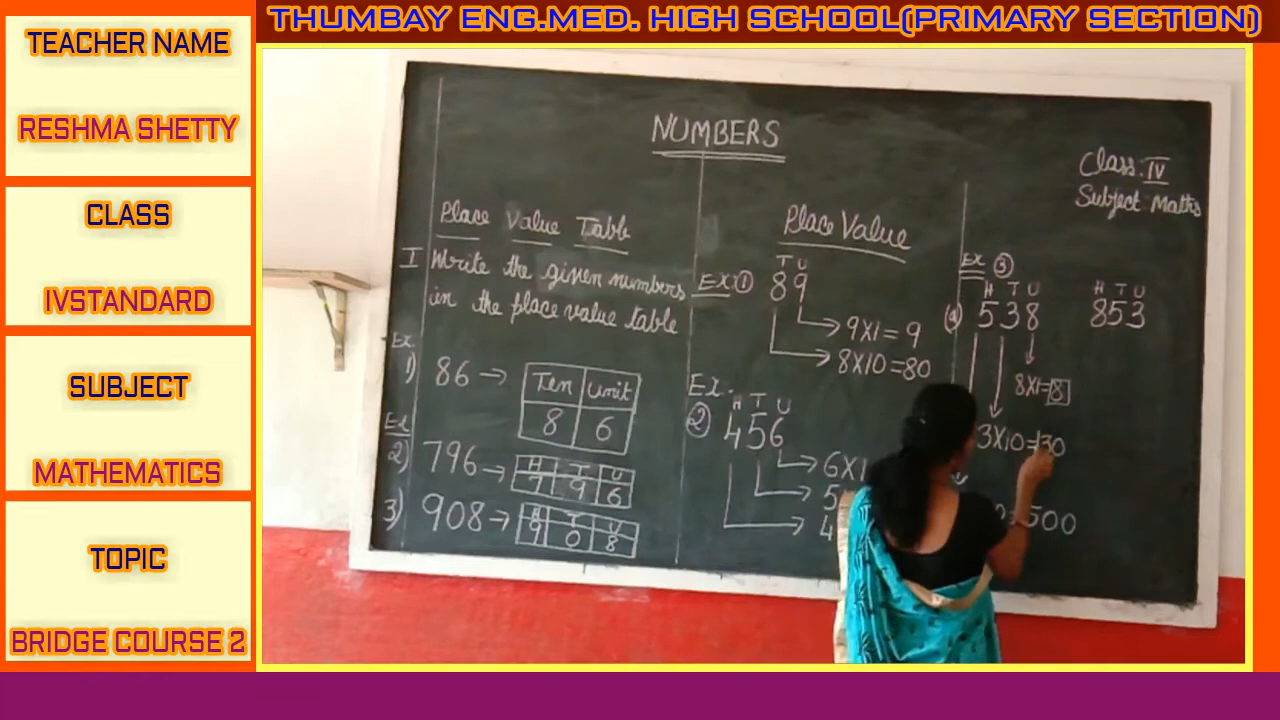 THUMBAY ENG.MED. HIGH SCHOOL(PRIMARY SECTION)
TEACHER NAME
RESHMA SHETTY
CLASS
IVSTANDARD
SUBJECT
MATHEMATICS
TOPIC
BRIDGE COURSE 2
NUMBERS
Class: IV
Subject Maths
Place Value Table
I Write the given numbers
in the place value table
Ex.
1) 86 →
Ten Unit
8 6
Ex
2) 796 →
H T U
7 9 6
3) 908 →
H T U
9 0 8
Place Value
Ex: 1
T U
89
9X1 = 9
8X10 = 80
Ex.
2
H T U
456
6X1
5
4
Ex 3
H T U
(a) 538
8X1=8
3X10=30
0=500
H T U
853